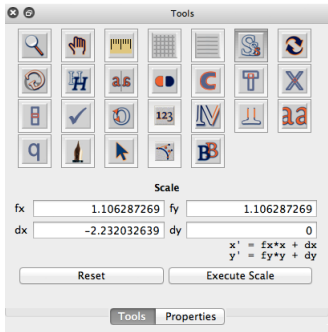 Tools
123
Scale
fx 1.106287269 fy 1.106287269
dx -2.232032639 dy 0
x' = fx*x + dx
y' = fy*y + dy
Reset Execute Scale
Tools Properties